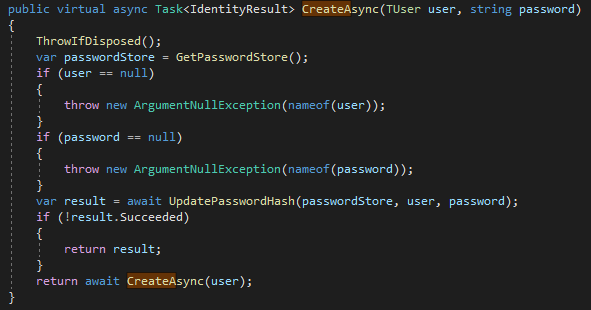 public virtual async Task<IdentityResult> CreateAsync(TUser user, string password)
{
    ThrowIfDisposed();
    var passwordStore = GetPasswordStore();
    if (user == null)
    {
        throw new ArgumentNullException(nameof(user));
    }
    if (password == null)
    {
        throw new ArgumentNullException(nameof(password));
    }
    var result = await UpdatePasswordHash(passwordStore, user, password);
    if (!result.Succeeded)
    {
        return result;
    }
    return await CreateAsync(user);
}